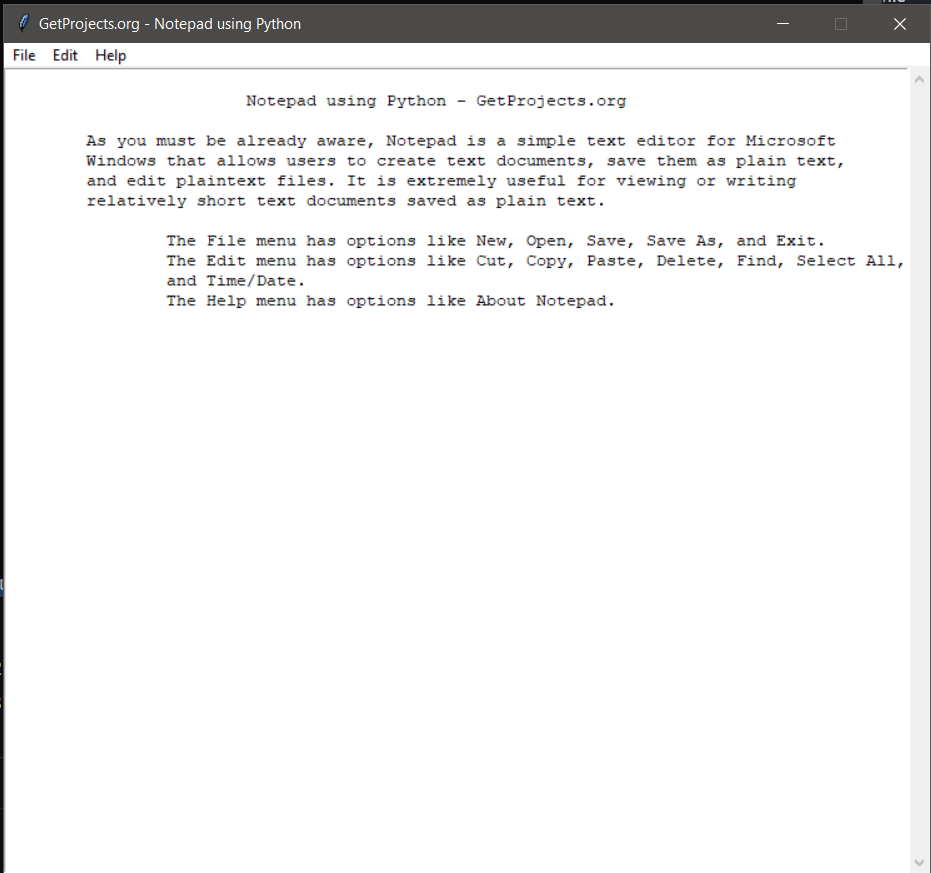 GetProjects.org - Notepad using Python
File Edit Help
Notepad using Python - GetProjects.org
As you must be already aware, Notepad is a simple text editor for Microsoft
Windows that allows users to create text documents, save them as plain text,
and edit plaintext files. It is extremely useful for viewing or writing
relatively short text documents saved as plain text.
The File menu has options like New, Open, Save, Save As, and Exit.
The Edit menu has options like Cut, Copy, Paste, Delete, Find, Select All,
and Time/Date.
The Help menu has options like About Notepad.